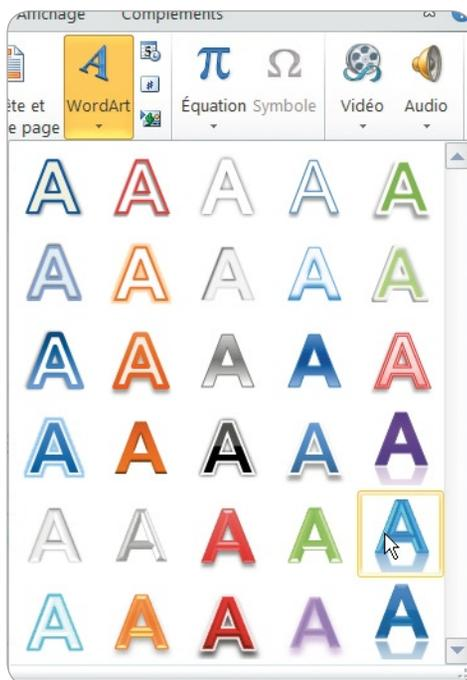 Affichage Compléments
ête et
e page
WordArt
Équation
Symbole
Vidéo
Audio
A A A A A
A A A A A
A A A A A
A A A A A
A A A A A
A A A A A